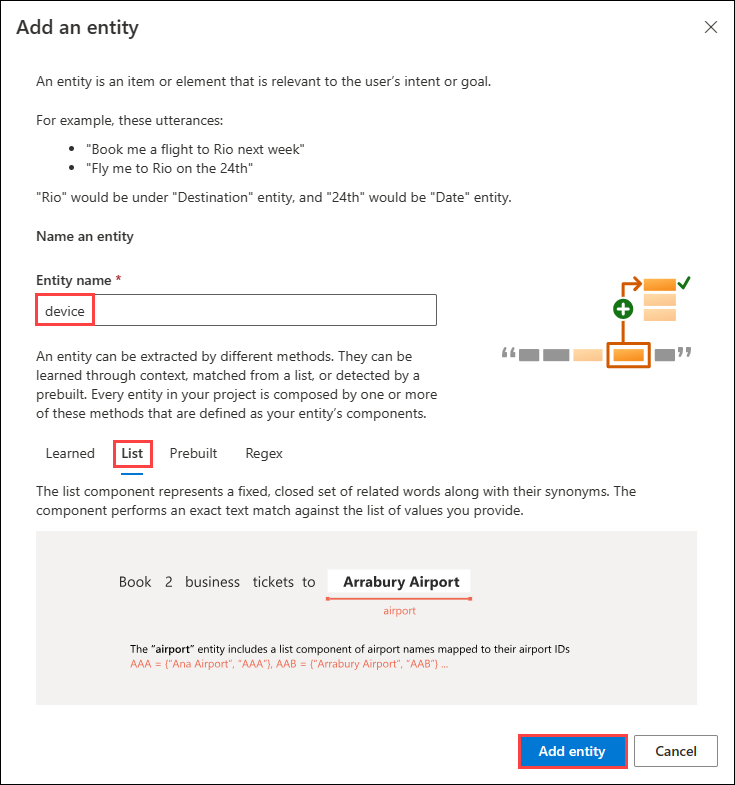 Add an entity
An entity is an item or element that is relevant to the user's intent or goal.
For example, these utterances:
• "Book me a flight to Rio next week"
• "Fly me to Rio on the 24th"
"Rio" would be under "Destination" entity, and "24th" would be "Date" entity.
Name an entity
Entity name *
device
An entity can be extracted by different methods. They can be
learned through context, matched from a list, or detected by a
prebuilt. Every entity in your project is composed by one or more
of these methods that are defined as your entity's components.
Learned List Prebuilt Regex
The list component represents a fixed, closed set of related words along with their synonyms. The
component performs an exact text match against the list of values you provide.
Book 2 business tickets to Arrabury Airport
airport
The “airport” entity includes a list component of airport names mapped to their airport IDs
AAA = {“Ana Airport”, “AAA”}, AAB = {“Arrabury Airport”, “AAB”} ...
Add entity Cancel